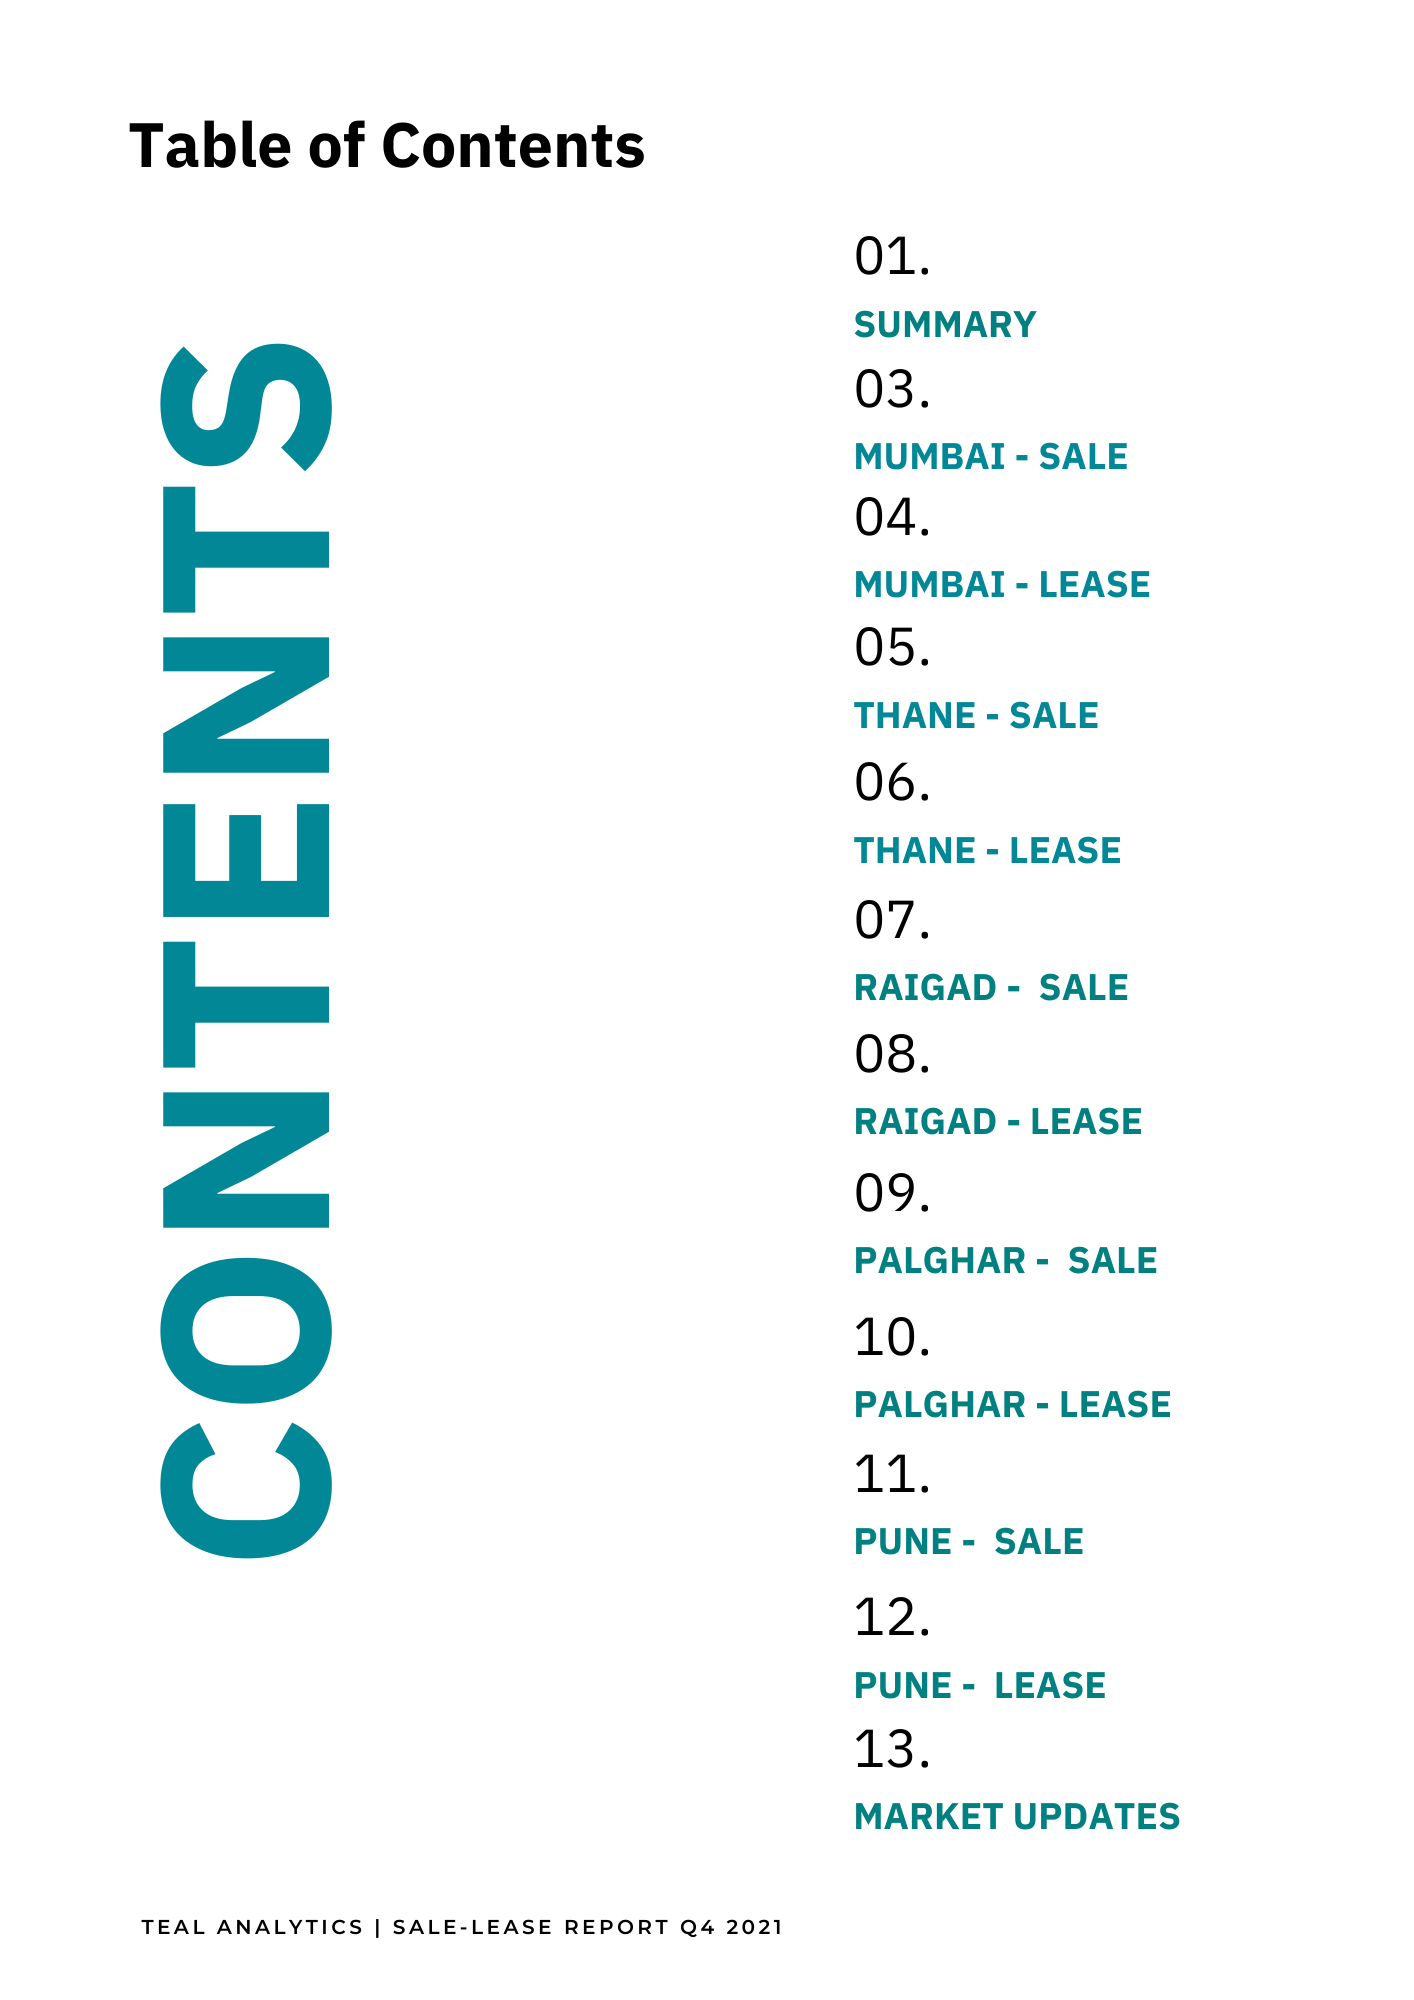 Table of Contents
CONTENTS
01.
SUMMARY
03.
MUMBAI - SALE
04.
MUMBAI - LEASE
05.
THANE - SALE
06.
THANE - LEASE
07.
RAIGAD -  SALE
08.
RAIGAD - LEASE
09.
PALGHAR -  SALE
10.
PALGHAR - LEASE
11.
PUNE -  SALE
12.
PUNE -  LEASE
13.
MARKET UPDATES
TEAL ANALYTICS | SALE-LEASE REPORT Q4 2021